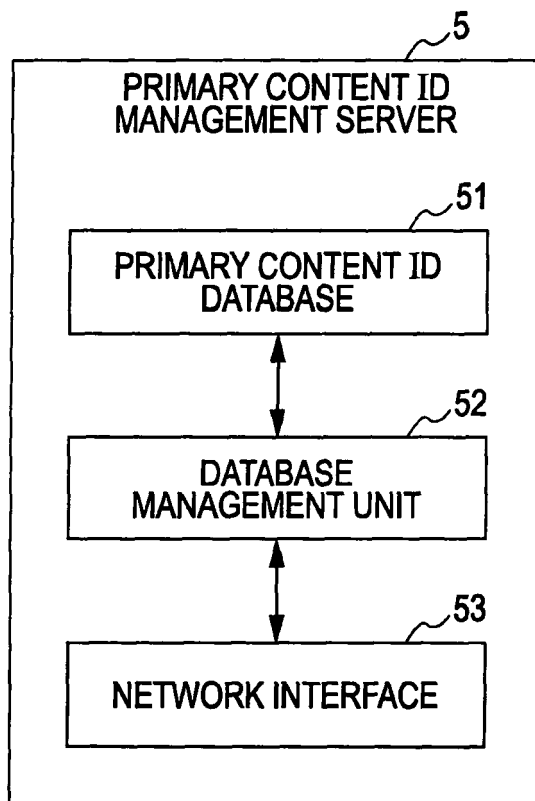 5
PRIMARY CONTENT ID
MANAGEMENT SERVER
51
PRIMARY CONTENT ID
DATABASE
52
DATABASE
MANAGEMENT UNIT
53
NETWORK INTERFACE